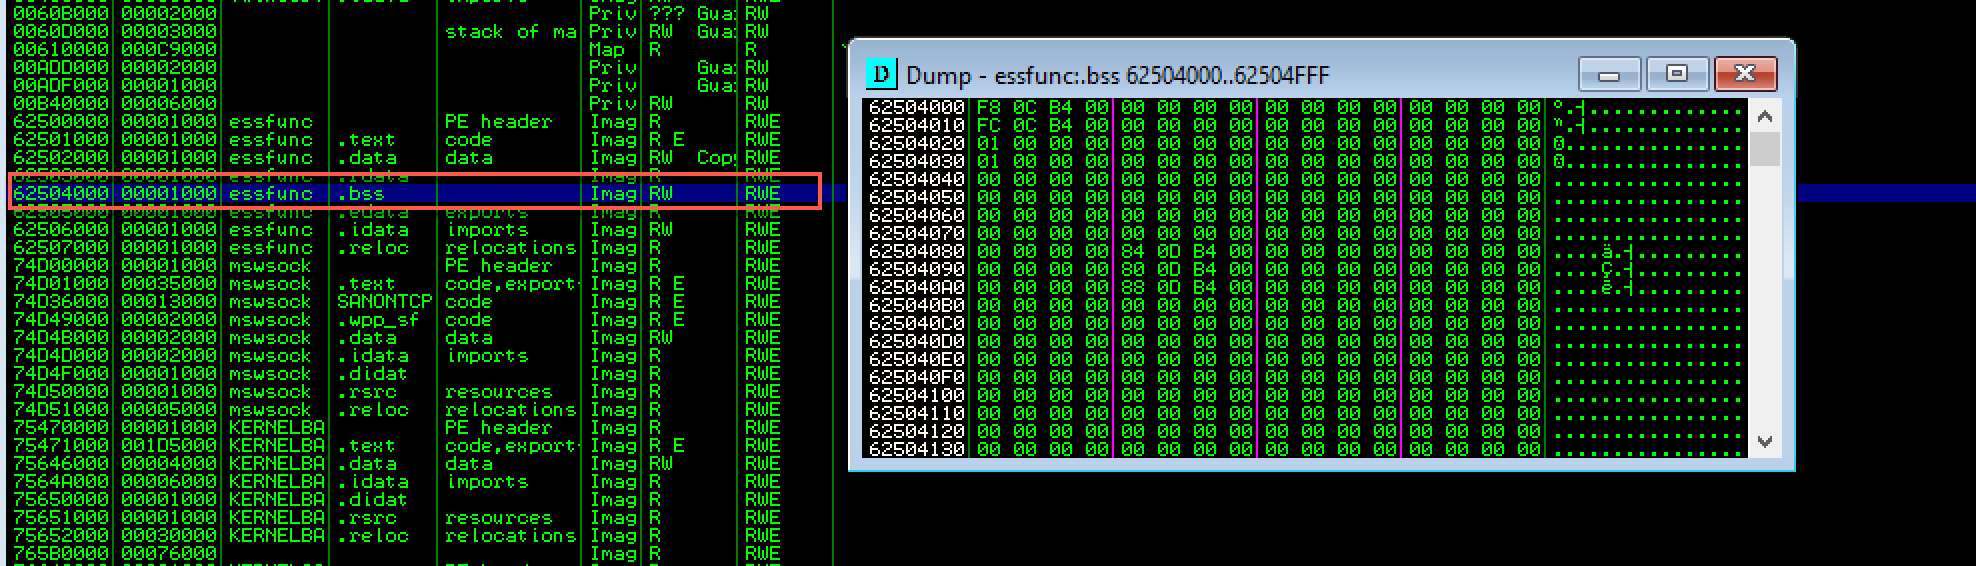 0060B000 00002000 Priv ??? Gua: RW
0060D000 00003000 stack of ma Priv RW Gua: RW
00610000 000C9000 Map R R
00ADD000 00002000 Priv Gua: RW
00ADF000 00001000 Priv Gua: RW
00B40000 00006000 Priv RW RW
62500000 00001000 essfunc PE header Imag R RWE
62501000 00001000 essfunc .text code Imag R E RWE
62502000 00001000 essfunc .data data Imag RW Copy RWE
62503000 00001000 essfunc .rdata Imag R RWE
62504000 00001000 essfunc .bss Imag RW RWE
62505000 00001000 essfunc .edata exports Imag R RWE
62506000 00001000 essfunc .idata imports Imag RW RWE
62507000 00001000 essfunc .reloc relocations Imag R RWE
74D00000 00001000 mswsock PE header Imag R RWE
74D01000 00035000 mswsock .text code,export Imag R E RWE
74D36000 00013000 mswsock SANONTCP code Imag R E RWE
74D49000 00002000 mswsock .wpp_sf code Imag R E RWE
74D4B000 00002000 mswsock .data data Imag RW RWE
74D4D000 00002000 mswsock .idata imports Imag R RWE
74D4F000 00001000 mswsock .didat Imag R RWE
74D50000 00001000 mswsock .rsrc resources Imag R RWE
74D51000 00005000 mswsock .reloc relocations Imag R RWE
75470000 00001000 KERNELBA PE header Imag R RWE
75471000 001D5000 KERNELBA .text code,export Imag R E RWE
75646000 00004000 KERNELBA .data data Imag RW RWE
7564A000 00006000 KERNELBA .idata imports Imag R RWE
75650000 00001000 KERNELBA .didat Imag R RWE
75651000 00001000 KERNELBA .rsrc resources Imag R RWE
75652000 00030000 KERNELBA .reloc relocations Imag R RWE
765B0000 00076000 Imag R RWE
D Dump - essfunc:.bss 62504000..62504FFF
62504000 F8 0C B4 00 00 00 00 00 00 00 00 00 00 00 00 00 °.┤.............
62504010 FC 0C B4 00 00 00 00 00 00 00 00 00 00 00 00 00 ⁿ.┤.............
62504020 01 00 00 00 00 00 00 00 00 00 00 00 00 00 00 00 ☺...............
62504030 01 00 00 00 00 00 00 00 00 00 00 00 00 00 00 00 ☺...............
62504040 00 00 00 00 00 00 00 00 00 00 00 00 00 00 00 00 ................
62504050 00 00 00 00 00 00 00 00 00 00 00 00 00 00 00 00 ................
62504060 00 00 00 00 00 00 00 00 00 00 00 00 00 00 00 00 ................
62504070 00 00 00 00 00 00 00 00 00 00 00 00 00 00 00 00 ................
62504080 00 00 00 00 84 0D B4 00 00 00 00 00 00 00 00 00 ....ä.┤.........
62504090 00 00 00 00 80 0D B4 00 00 00 00 00 00 00 00 00 ....Ç.┤.........
625040A0 00 00 00 00 88 0D B4 00 00 00 00 00 00 00 00 00 ....ê.┤.........
625040B0 00 00 00 00 00 00 00 00 00 00 00 00 00 00 00 00 ................
625040C0 00 00 00 00 00 00 00 00 00 00 00 00 00 00 00 00 ................
625040D0 00 00 00 00 00 00 00 00 00 00 00 00 00 00 00 00 ................
625040E0 00 00 00 00 00 00 00 00 00 00 00 00 00 00 00 00 ................
625040F0 00 00 00 00 00 00 00 00 00 00 00 00 00 00 00 00 ................
62504100 00 00 00 00 00 00 00 00 00 00 00 00 00 00 00 00 ................
62504110 00 00 00 00 00 00 00 00 00 00 00 00 00 00 00 00 ................
62504120 00 00 00 00 00 00 00 00 00 00 00 00 00 00 00 00 ................
62504130 00 00 00 00 00 00 00 00 00 00 00 00 00 00 00 00 ................